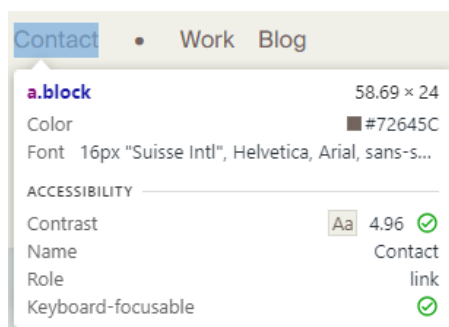 Contact • Work Blog
a.block 58.69 × 24
Color #72645C
Font 16px "Suisse Intl", Helvetica, Arial, sans-s...
ACCESSIBILITY
Contrast Aa 4.96
Name Contact
Role link
Keyboard-focusable